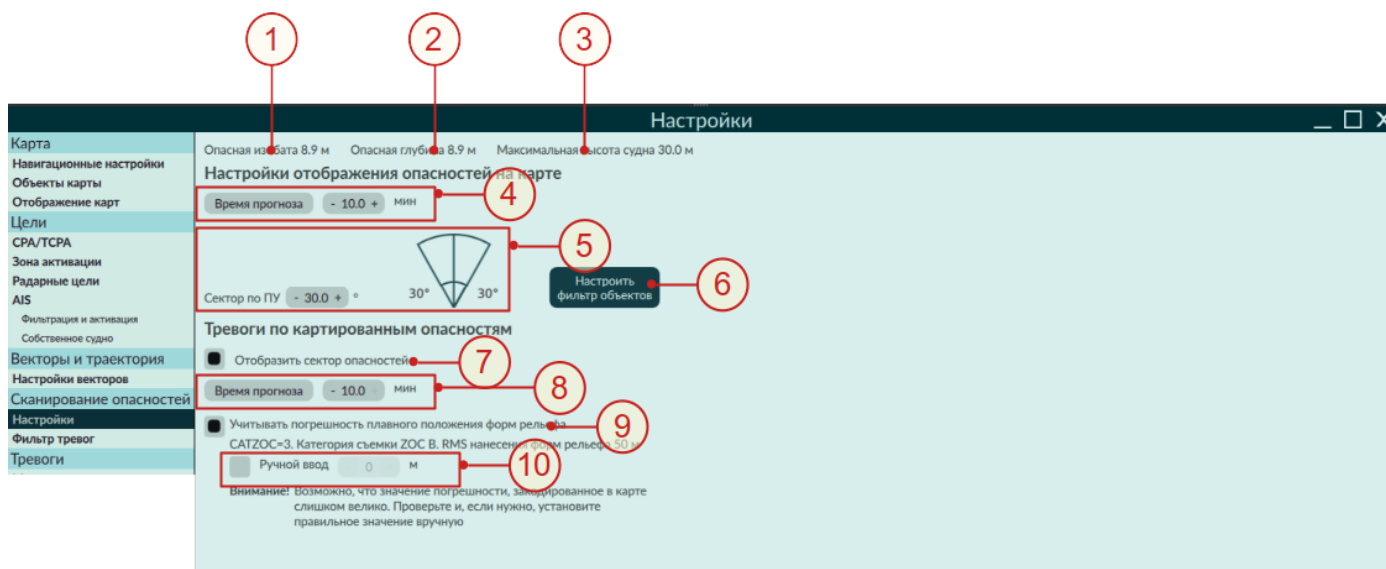 1
2
3
Настройки
Карта
Навигационные настройки
Объекты карты
Отображение карт
Цели
CPA/TCPA
Зона активации
Радарные цели
AIS
Фильтрация и активация
Собственное судно
Векторы и траектория
Настройки векторов
Сканирование опасностей
Настройки
Фильтр тревог
Тревоги
Опасная изобата 8.9 м Опасная глубина 8.9 м Максимальная высота судна 30.0 м
Настройки отображения опасностей на карте
4
Время прогноза - 10.0 + мин
5
Сектор по ПУ - 30.0 + ° 30° 30°
Настроить
фильтр объектов
6
Тревоги по картированным опасностям
Отобразить сектор опасностей
7
Время прогноза - 10.0 мин
8
Учитывать погрешность плавного положения форм рельефа
9
CATZOC=3. Категория съемки ZOC B. RMS нанесения форм рельефа 50 м
Ручной ввод 0 м
10
Внимание! Возможно, что значение погрешности, закодированное в карте
слишком велико. Проверьте и, если нужно, установите
правильное значение вручную